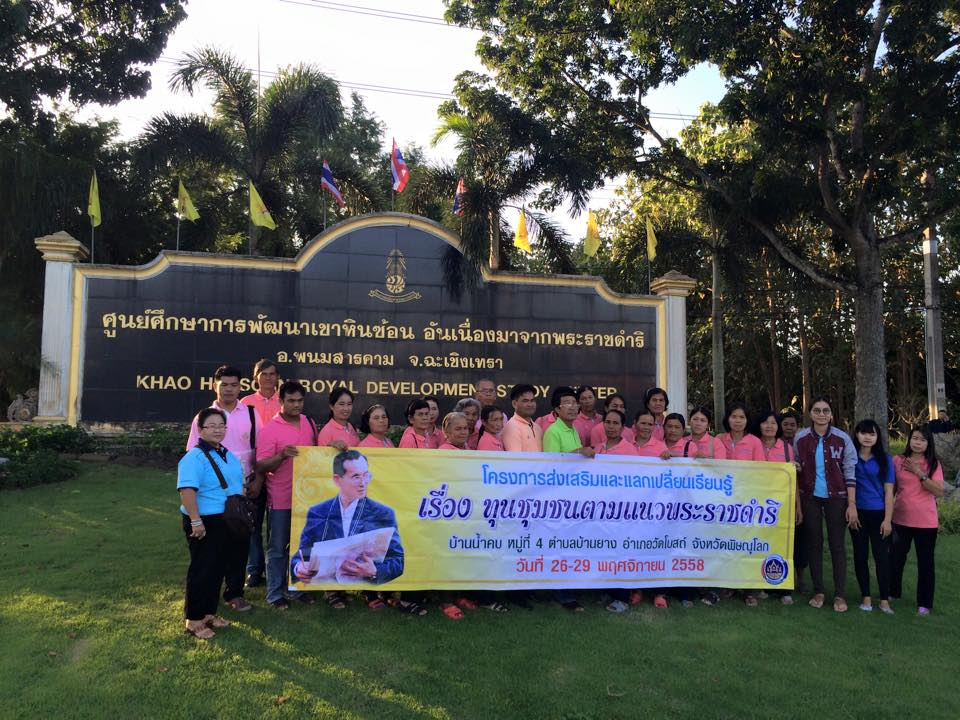 ศูนย์ศึกษาการพัฒนาเขาหินซ้อน อันเนื่องมาจากพระราชดำริ
อ.พนมสารคาม จ.ฉะเชิงเทรา
KHAO ROYAL DEVELOPMENT STUDY
โครงการส่งเสริมและแลกเปลี่ยนเรียนรู้
เรื่อง ทุนชุมชนตามแนวพระราชดำริ
บ้านน้ำคบ หมู่ที่ 4 ตำบลบ้านยาง อำเภอวัดโบสถ์ จังหวัดพิษณุโลก
วันที่ 26-29 พฤศจิกายน 2558
W